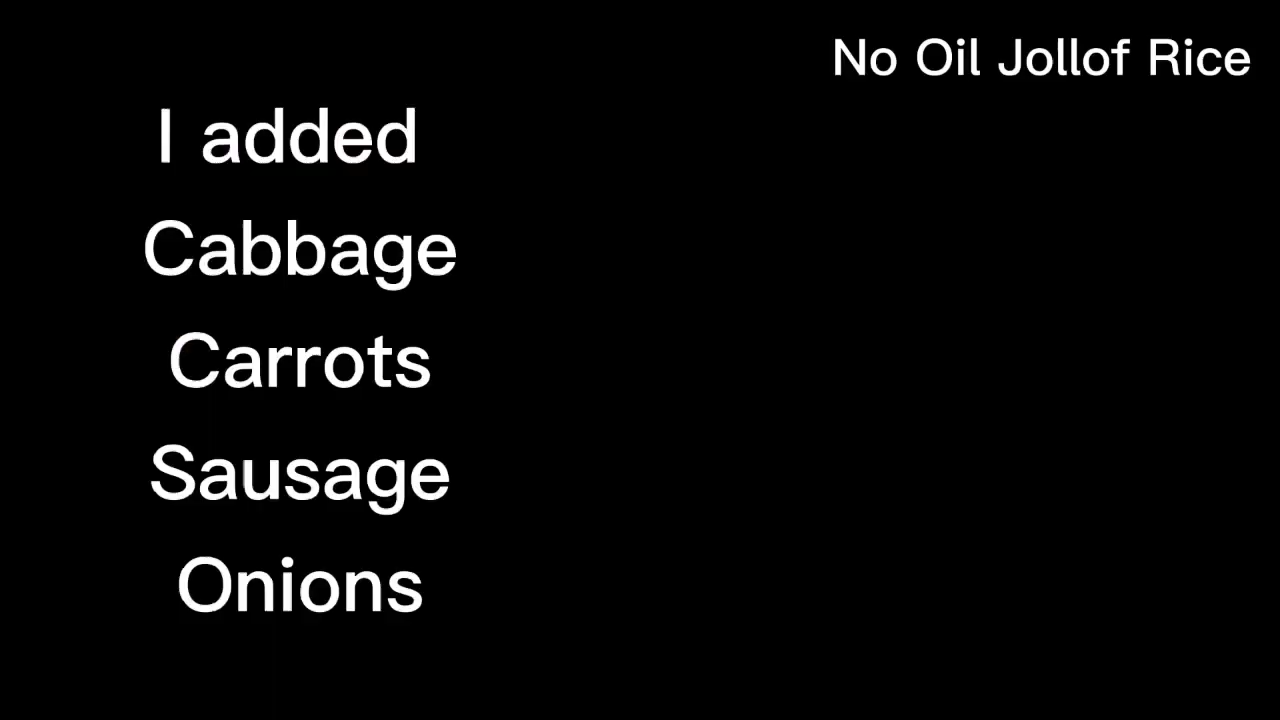 No Oil Jollof Rice
I added
Cabbage
Carrots
Sausage
Onions